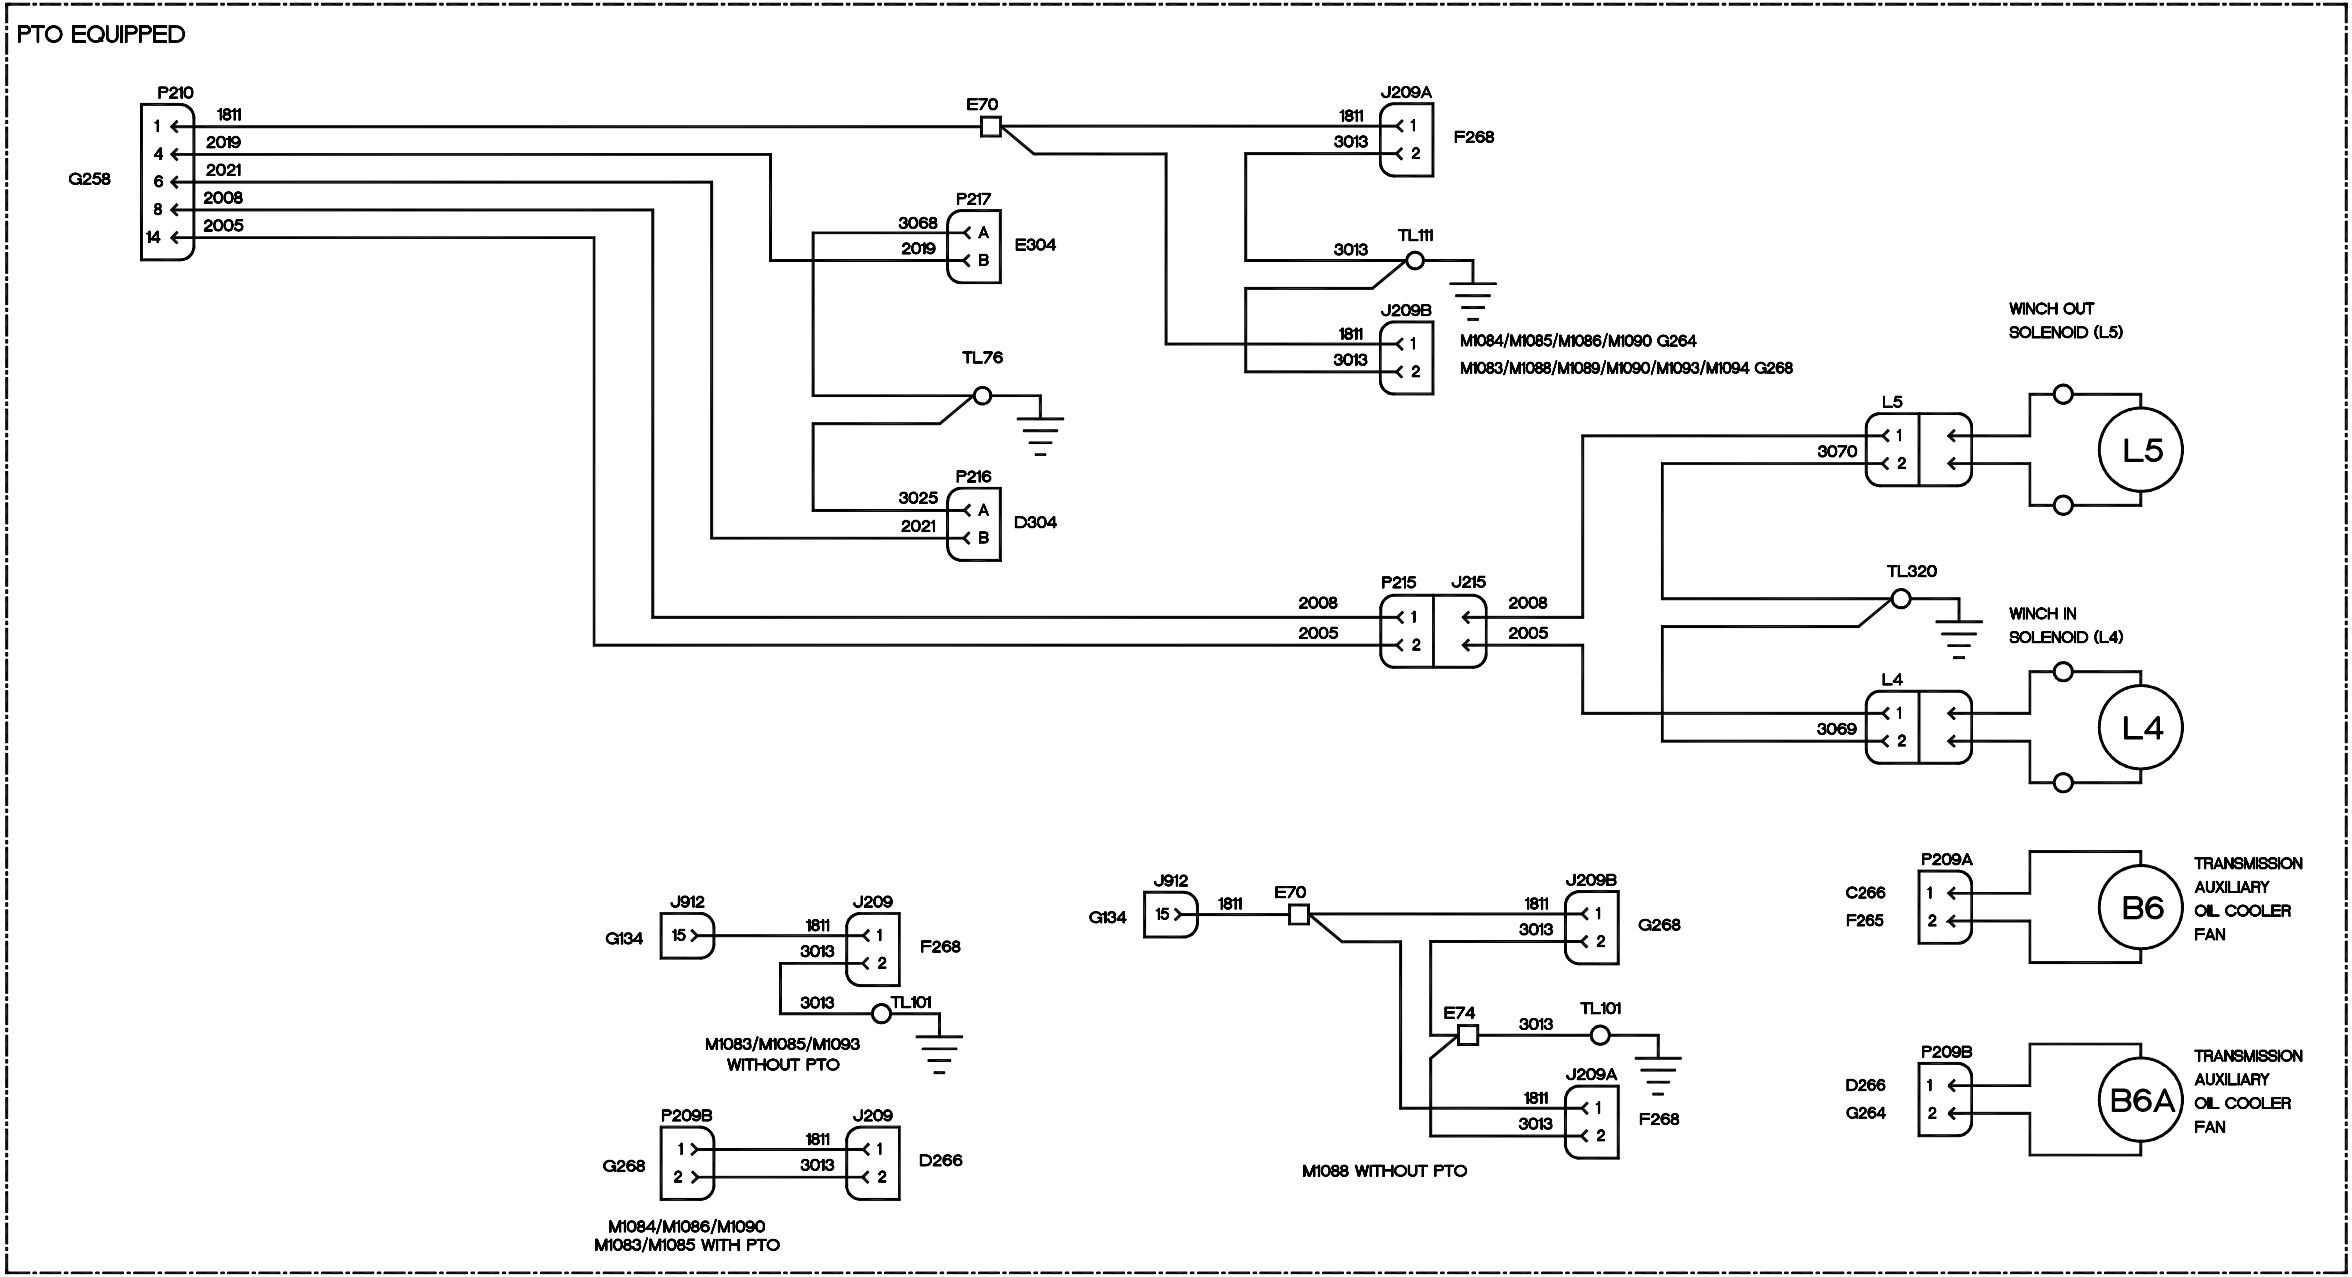 PTO EQUIPPED
P210
1 1811
4 2019
6 2021
8 2008
14 2005
G258
E70
J209A
1811 1
3013 2
F268
P217
3068 A
2019 B
E304
TL111
3013
J209B
1811 1
3013 2
M1084/M1085/M1086/M1090 G264
M1083/M1088/M1089/M1090/M1093/M1094 G268
TL76
P216
3025 A
2021 B
D304
WINCH OUT
SOLENOID (L5)
L5
1
3070 2
L5
P215 J215
2008 1 2008
2005 2 2005
TL320
WINCH IN
SOLENOID (L4)
L4
1
3069 2
L4
J912
G134 15
J209
1811 1
3013 2
F268
3013 TL101
M1083/M1085/M1093
WITHOUT PTO
P209B J209
1 1811 1
2 3013 2
G268 D266
M1084/M1086/M1090
M1083/M1085 WITH PTO
J912
G134 15 1811
E70
J209B
1811 1
3013 2
G268
E74
3013
TL101
J209A
1811 1
3013 2
F268
M1088 WITHOUT PTO
P209A
C266 1
F265 2
B6
TRANSMISSION
AUXILIARY
OIL COOLER
FAN
P209B
D266 1
G264 2
B6A
TRANSMISSION
AUXILIARY
OIL COOLER
FAN